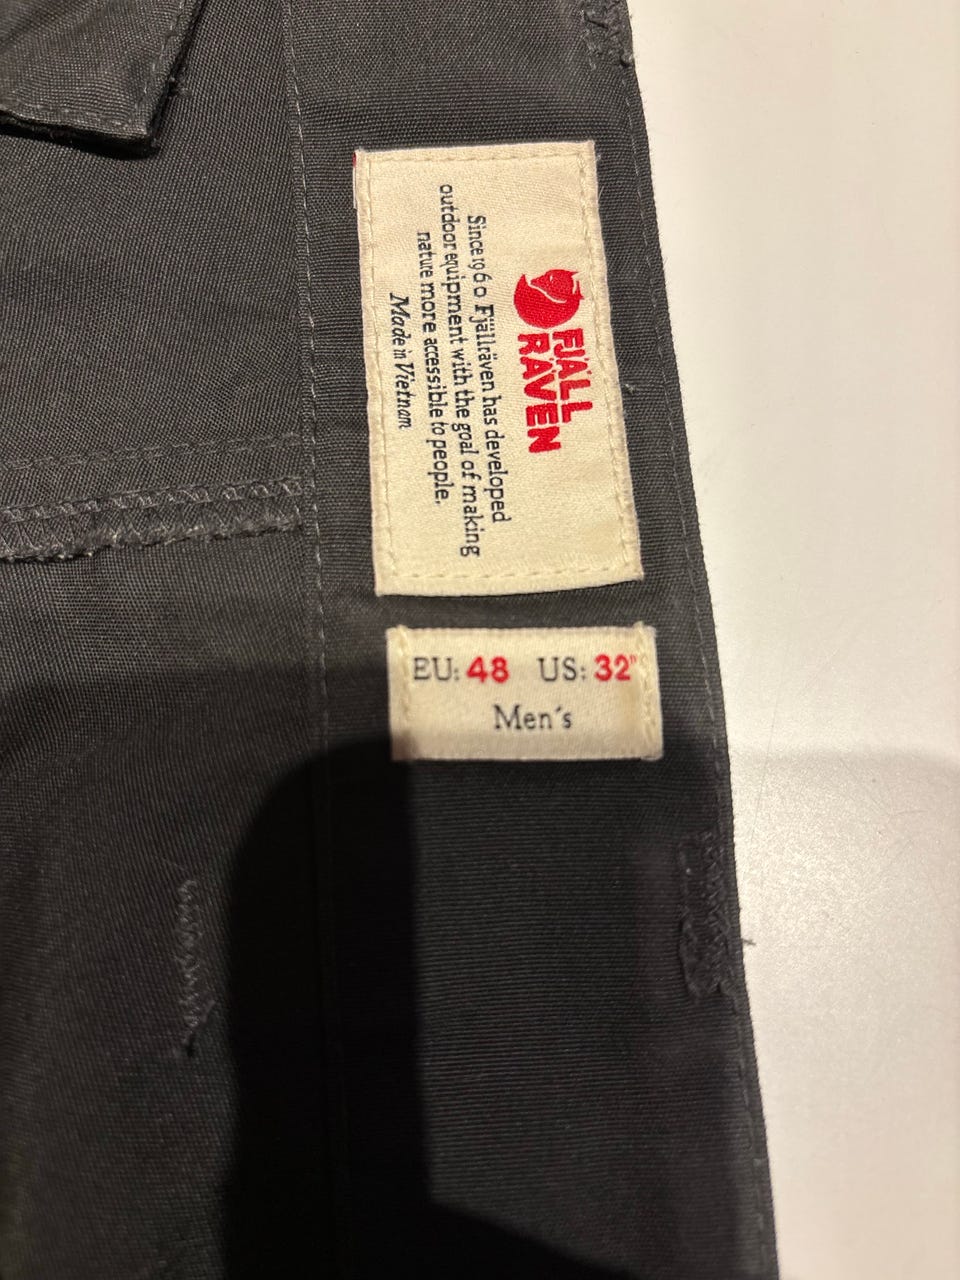 FJÄLL
RÄVEN
Since 1960 Fjällräven has developed
outdoor equipment with the goal of making
nature more accessible to people.
Made in Vietnam
EU: 48 US: 32"
Men´s